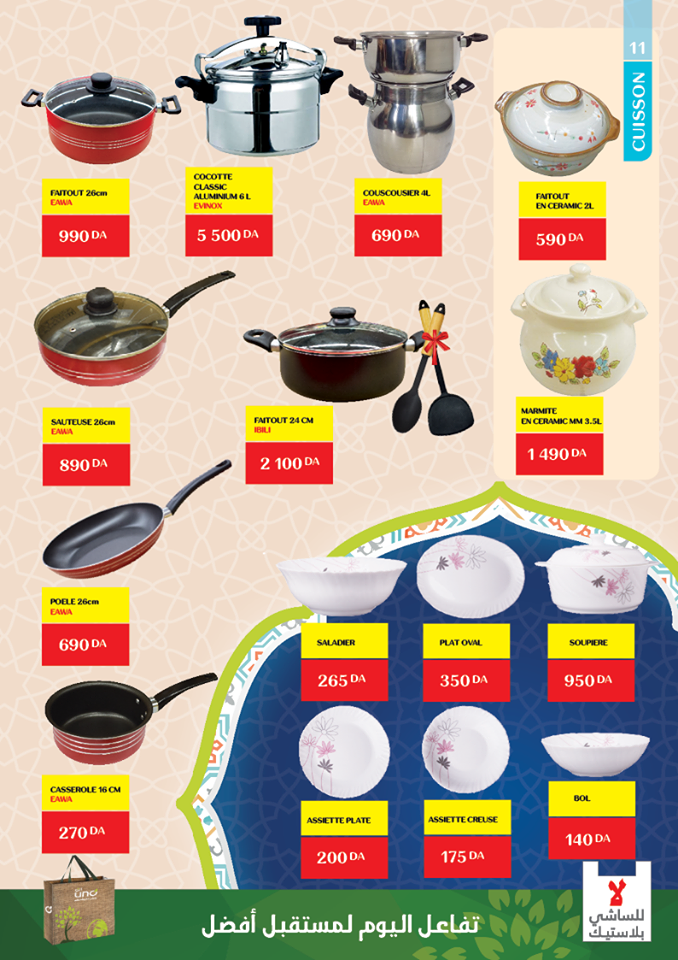 11
CUISSON
FAITOUT 26cm
EAWA
990 DA
COCOTTE
CLASSIC
ALUMINIUM 6 L
EVINOX
5 500 DA
COUSCOUSIER 4L
EAWA
690 DA
FAITOUT
EN CERAMIC 2L
590 DA
SAUTEUSE 26cm
EAWA
890 DA
FAITOUT 24 CM
IBILI
2 100 DA
MARMITE
EN CERAMIC MM 3.5L
1 490 DA
POELE 26cm
EAWA
690 DA
SALADIER
265 DA
PLAT OVAL
350 DA
SOUPIERE
950 DA
CASSEROLE 16 CM
EAWA
270 DA
ASSIETTE PLATE
200 DA
ASSIETTE CREUSE
175 DA
BOL
140 DA
uno
تفاعل اليوم لمستقبل أفضل
لا
للساشي
بلاستيك